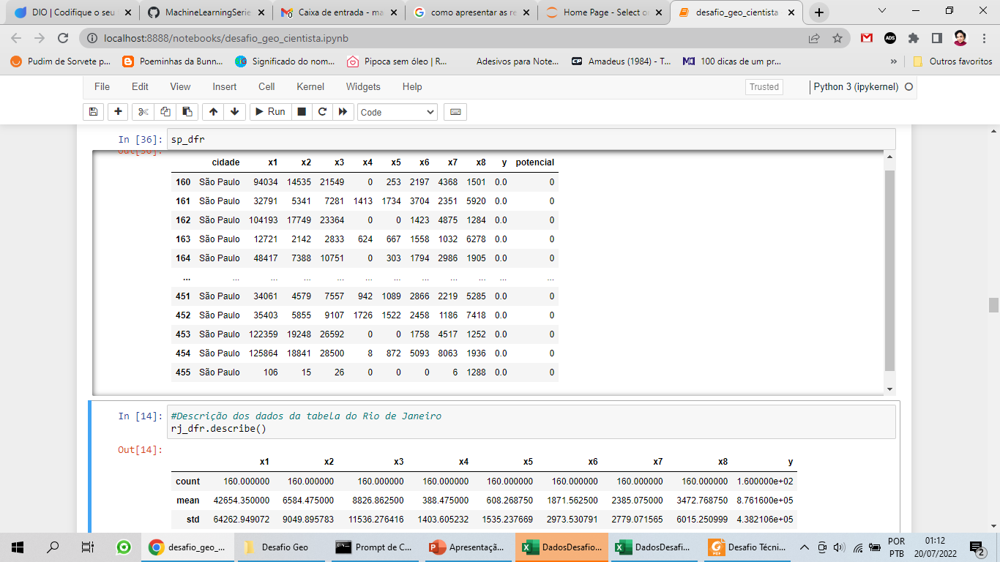 DIO | Codifique o seu
MachineLearningSerie
Caixa de entrada - ma
como apresentar as re
Home Page - Select o
desafio_geo_cientista
localhost:8888/notebooks/desafio_geo_cientista.ipynb
ADS
Pudim de Sorvete p...
Poeminhas da Bunn...
Significado do nom...
Pipoca sem óleo | R...
Adesivos para Note...
Amadeus (1984) - T...
100 dicas de um pr...
»
Outros favoritos
File Edit View Insert Cell Kernel Widgets Help
Trusted
Python 3 (ipykernel)
Run
Code
In [36]: sp_dfr
Out[36]:
cidade x1 x2 x3 x4 x5 x6 x7 x8 y potencial
160 São Paulo 94034 14535 21549 0 253 2197 4368 1501 0.0 0
161 São Paulo 32791 5341 7281 1413 1734 3704 2351 5920 0.0 0
162 São Paulo 104193 17749 23364 0 0 1423 4875 1284 0.0 0
163 São Paulo 12721 2142 2833 624 667 1558 1032 6278 0.0 0
164 São Paulo 48417 7388 10751 0 303 1794 2986 1905 0.0 0
... ... ... ... ... ... ... ... ... ... ... ...
451 São Paulo 34061 4579 7557 942 1089 2866 2219 5285 0.0 0
452 São Paulo 35403 5855 9107 1726 1522 2458 1186 7418 0.0 0
453 São Paulo 122359 19248 26592 0 0 1758 4517 1252 0.0 0
454 São Paulo 125864 18841 28500 8 872 5093 8063 1936 0.0 0
455 São Paulo 106 15 26 0 0 0 6 1288 0.0 0
In [14]: #Descrição dos dados da tabela do Rio de Janeiro
rj_dfr.describe()
Out[14]:
x1 x2 x3 x4 x5 x6 x7 x8 y
count 160.000000 160.000000 160.000000 160.000000 160.000000 160.000000 160.000000 160.000000 1.600000e+02
mean 42654.350000 6584.475000 8826.862500 388.475000 608.268750 1871.562500 2385.075000 3472.768750 8.761600e+05
std 64262.949072 9049.895783 11536.276416 1403.605232 1535.237669 2973.530791 2779.071565 6015.250999 4.382106e+05
desafio_geo_...
Desafio Geo
Prompt de C...
Apresentaçã...
DadosDesafio...
DadosDesafi...
Desafio Técni...
POR
PTB
01:12
20/07/2022
2